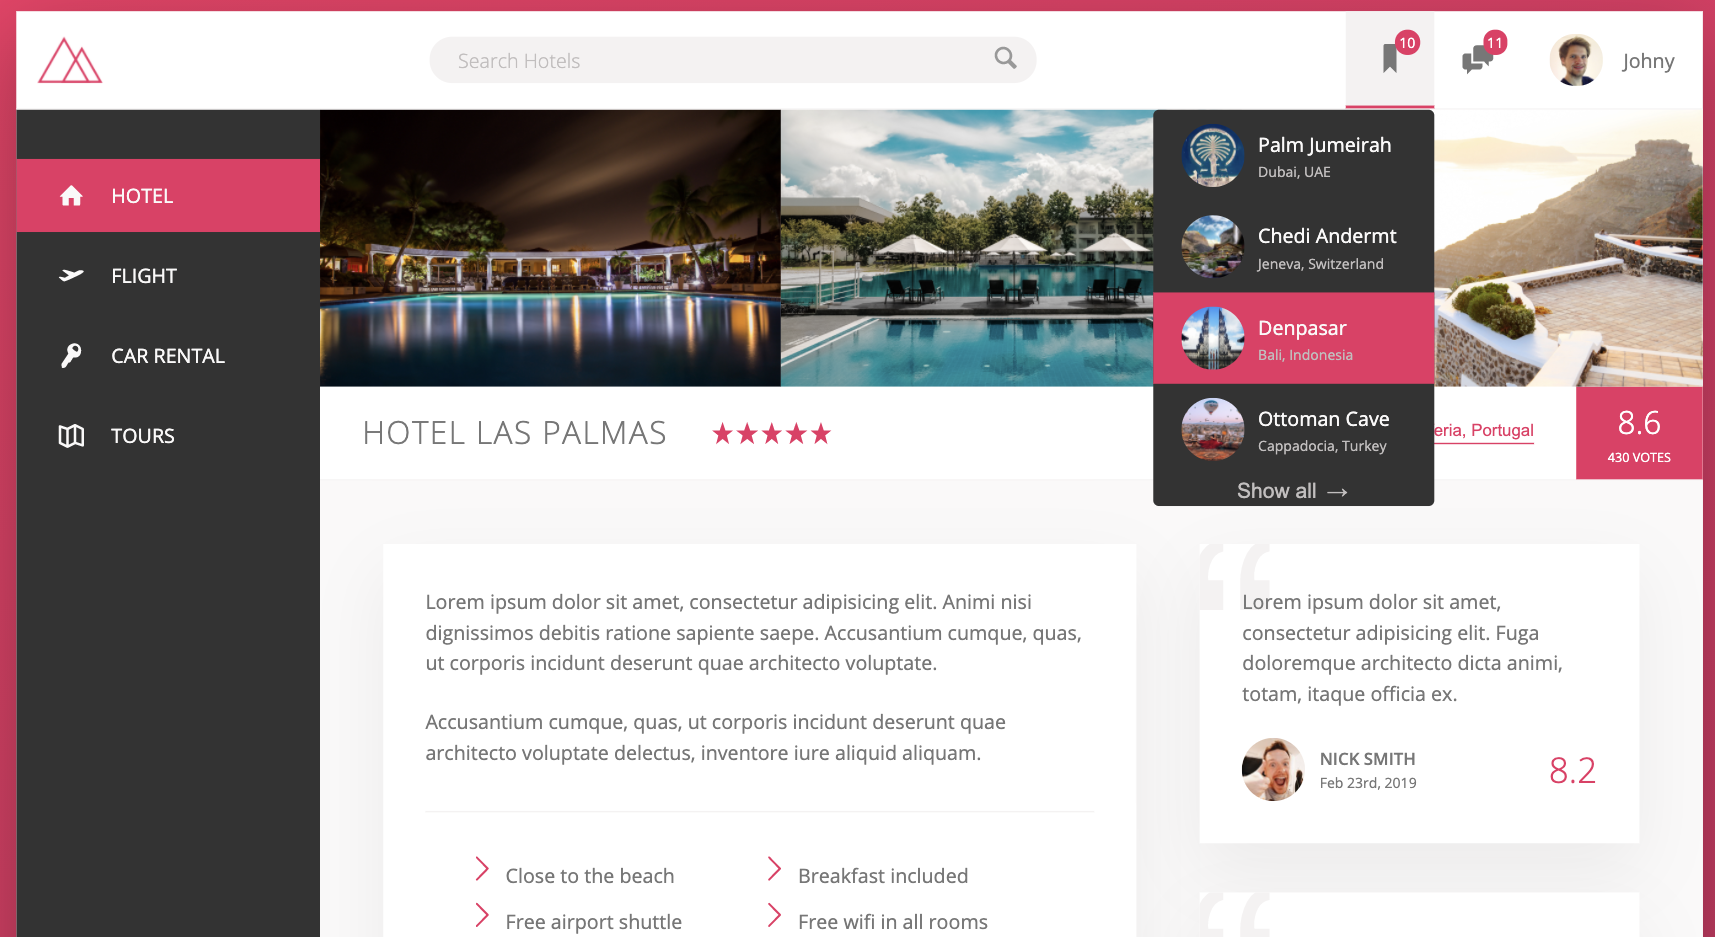 Search Hotels
10
11
Johny
HOTEL
FLIGHT
CAR RENTAL
TOURS
Palm Jumeirah
Dubai, UAE
Chedi Andermt
Jeneva, Switzerland
Denpasar
Bali, Indonesia
Ottoman Cave
Cappadocia, Turkey
Show all →
HOTEL LAS PALMAS ★★★★★
eria, Portugal
8.6
430 VOTES
Lorem ipsum dolor sit amet, consectetur adipisicing elit. Animi nisi
dignissimos debitis ratione sapiente saepe. Accusantium cumque, quas,
ut corporis incidunt deserunt quae architecto voluptate.
Accusantium cumque, quas, ut corporis incidunt deserunt quae
architecto voluptate delectus, inventore iure aliquid aliquam.
Close to the beach
Breakfast included
Free airport shuttle
Free wifi in all rooms
“
Lorem ipsum dolor sit amet,
consectetur adipisicing elit. Fuga
doloremque architecto dicta animi,
totam, itaque officia ex.
NICK SMITH
Feb 23rd, 2019
8.2
“